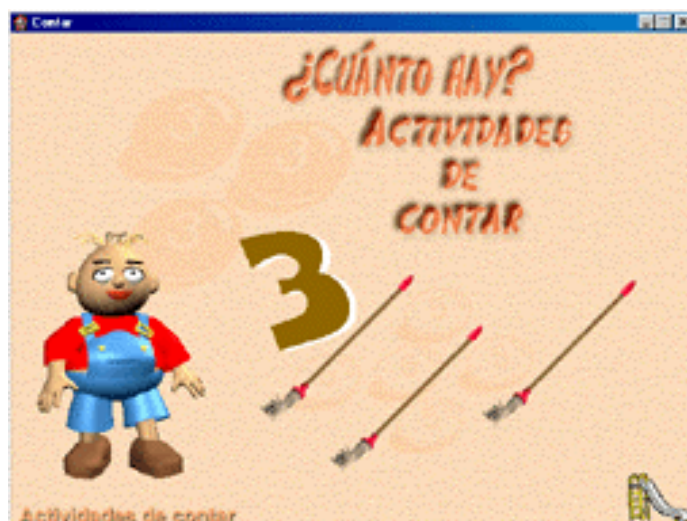 Contar
¿CUÁNTO HAY?
ACTIVIDADES
DE
CONTAR
3
Actividades de contar